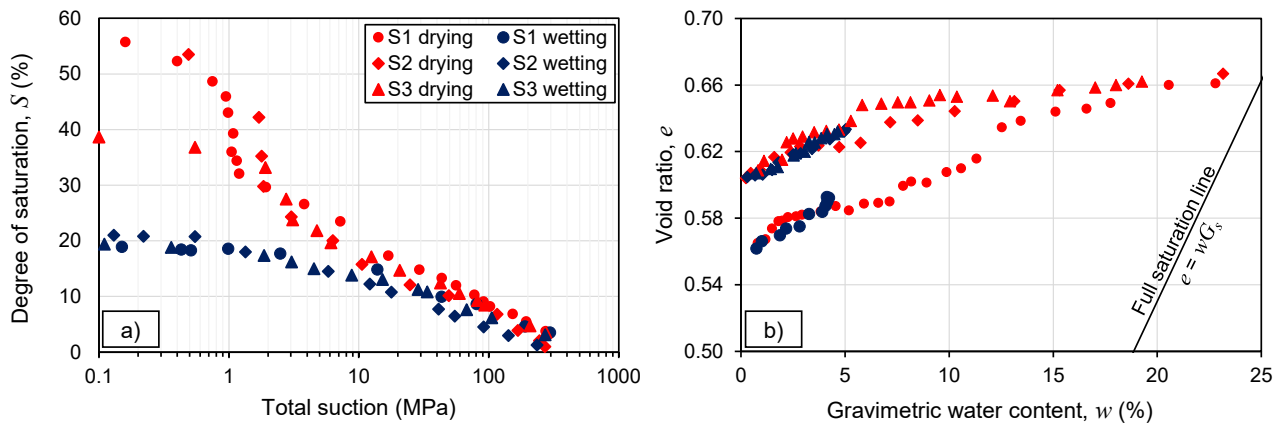 Degree of saturation, S (%)
60
50
40
30
20
10
0
S1 drying
S1 wetting
S2 drying
S2 wetting
S3 drying
S3 wetting
a)
0.1
1
10
100
1000
Total suction (MPa)
Void ratio, e
0.70
0.66
0.62
0.58
0.54
0.50
Full saturation line
e = wGs
b)
0
5
10
15
20
25
Gravimetric water content, w (%)